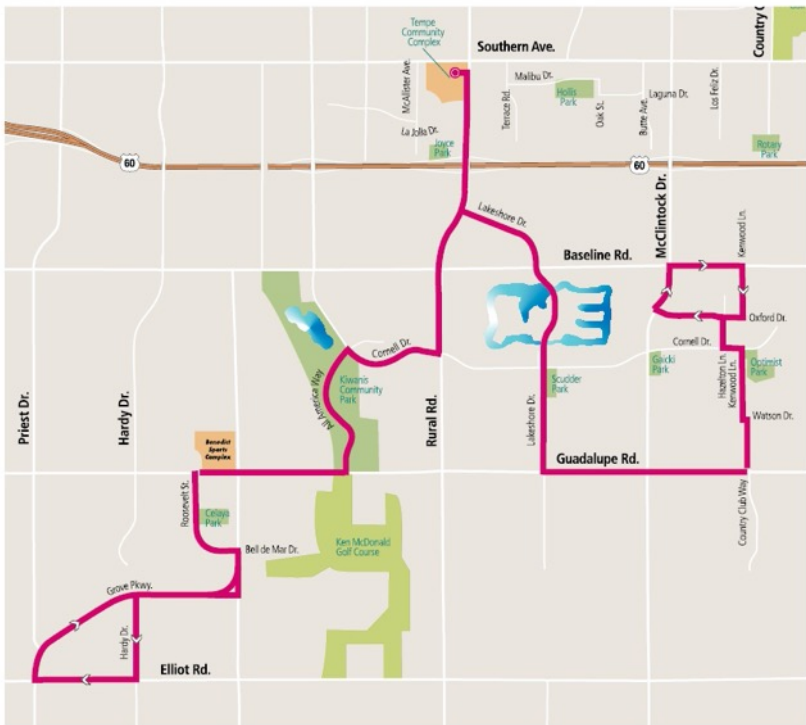 Country C
Tempe
Community
Complex
Southern Ave.
McAllister Ave.
Malibu Dr.
Hollis
Park
Laguna Dr.
Los Feliz Dr.
Terrace Rd.
Oak St.
Butte Ave.
La Jolla Dr.
Joyce
Park
Rotary
Park
60
60
McClintock Dr.
Lakeshore Dr.
Kenwood Ln.
Baseline Rd.
Oxford Dr.
Cornell Dr.
Cornell Dr.
Gaicki
Park
Hazelton Ln.
Kenwood Ln.
Optimist
Park
All America Way
Kiwanis
Community
Park
Scudder
Park
Priest Dr.
Hardy Dr.
Rural Rd.
Lakeshore Dr.
Watson Dr.
Benedict
Sports
Complex
Guadalupe Rd.
Roosevelt St.
Celaya
Park
Country Club Way
Bell de Mar Dr.
Ken McDonald
Golf Course
Grove Pkwy.
Hardy Dr.
Elliot Rd.